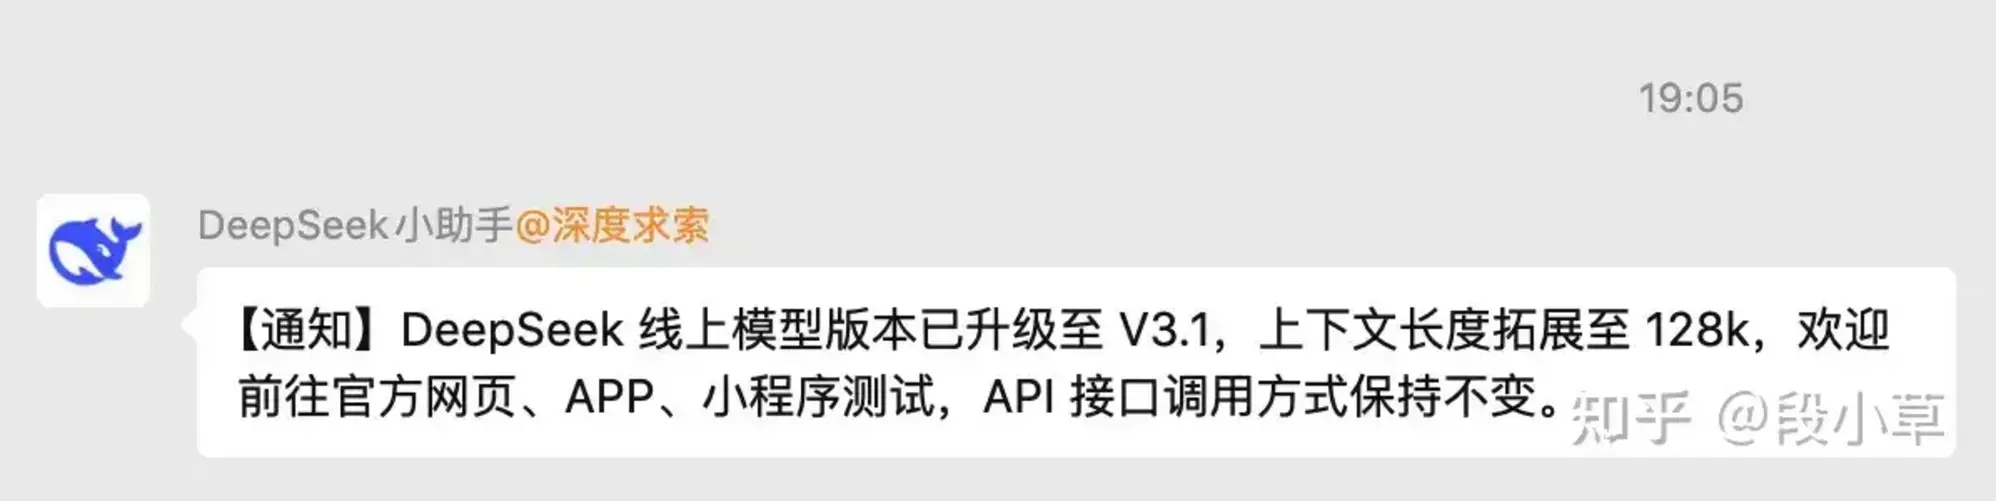 19:05
DeepSeek小助手@深度求索
【通知】DeepSeek 线上模型版本已升级至 V3.1，上下文长度拓展至 128k，欢迎
前往官方网页、APP、小程序测试，API 接口调用方式保持不变。
知乎 @段小草